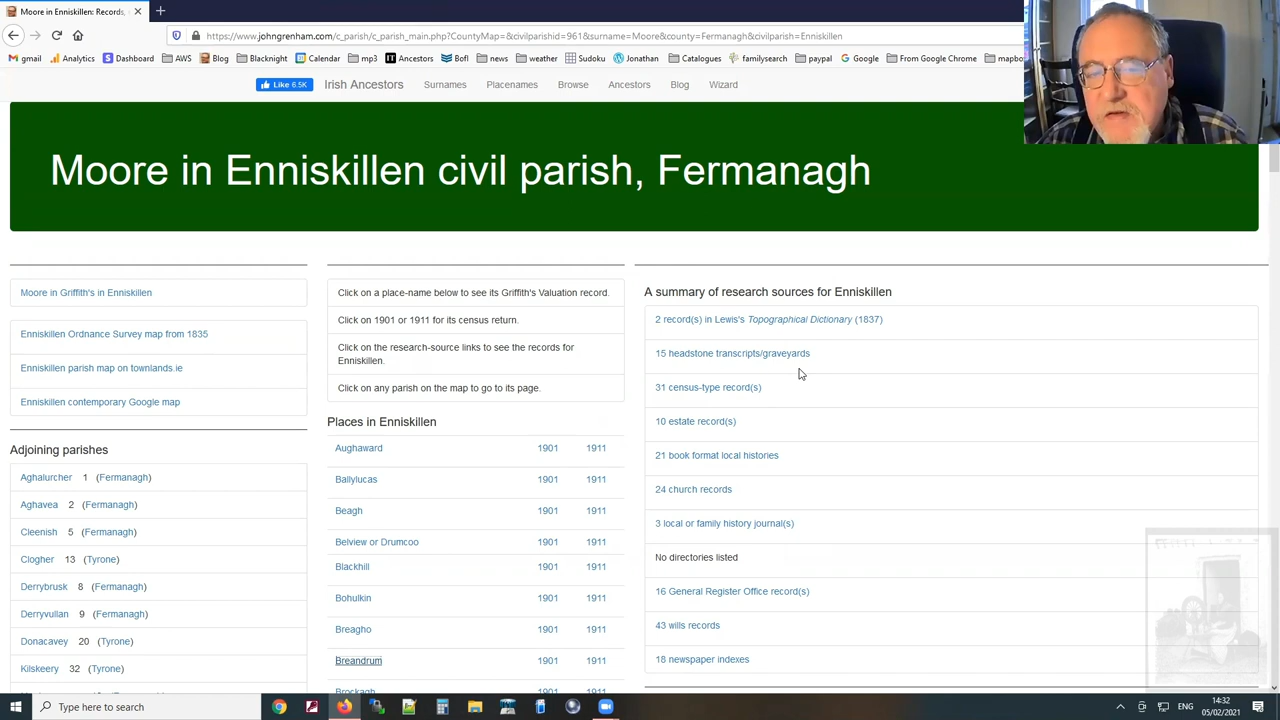 Moore in Enniskillen: Records,
https://www.johngrenham.com/c_parish/c_parish_main.php?CountyMap=&civilparishid=961&surname=Moore&county=Fermanagh&civilparish=Enniskillen
gmail Analytics Dashboard AWS Blog Blacknight Calendar mp3 Ancestors BofI news weather Sudoku Jonathan Catalogues familysearch paypal Google From Google Chrome mapbo
Like 6.5K Irish Ancestors Surnames Placenames Browse Ancestors Blog Wizard
Moore in Enniskillen civil parish, Fermanagh
Moore in Griffith's in Enniskillen
Enniskillen Ordnance Survey map from 1835
Enniskillen parish map on townlands.ie
Enniskillen contemporary Google map
Adjoining parishes
Aghalurcher 1 (Fermanagh)
Aghavea 2 (Fermanagh)
Cleenish 5 (Fermanagh)
Clogher 13 (Tyrone)
Derrybrusk 8 (Fermanagh)
Derryvullan 9 (Fermanagh)
Donacavey 20 (Tyrone)
Kilskeery 32 (Tyrone)
Click on a place-name below to see its Griffith's Valuation record.
Click on 1901 or 1911 for its census return.
Click on the research-source links to see the records for
Enniskillen.
Click on any parish on the map to go to its page.
Places in Enniskillen
Aughaward 1901 1911
Ballylucas 1901 1911
Beagh 1901 1911
Belview or Drumcoo 1901 1911
Blackhill 1901 1911
Bohulkin 1901 1911
Breagho 1901 1911
Breandrum 1901 1911
Brockagh 1901 1911
A summary of research sources for Enniskillen
2 record(s) in Lewis's Topographical Dictionary (1837)
15 headstone transcripts/graveyards
31 census-type record(s)
10 estate record(s)
21 book format local histories
24 church records
3 local or family history journal(s)
No directories listed
16 General Register Office record(s)
43 wills records
18 newspaper indexes
Type here to search
ENG
14:32
05/02/2021